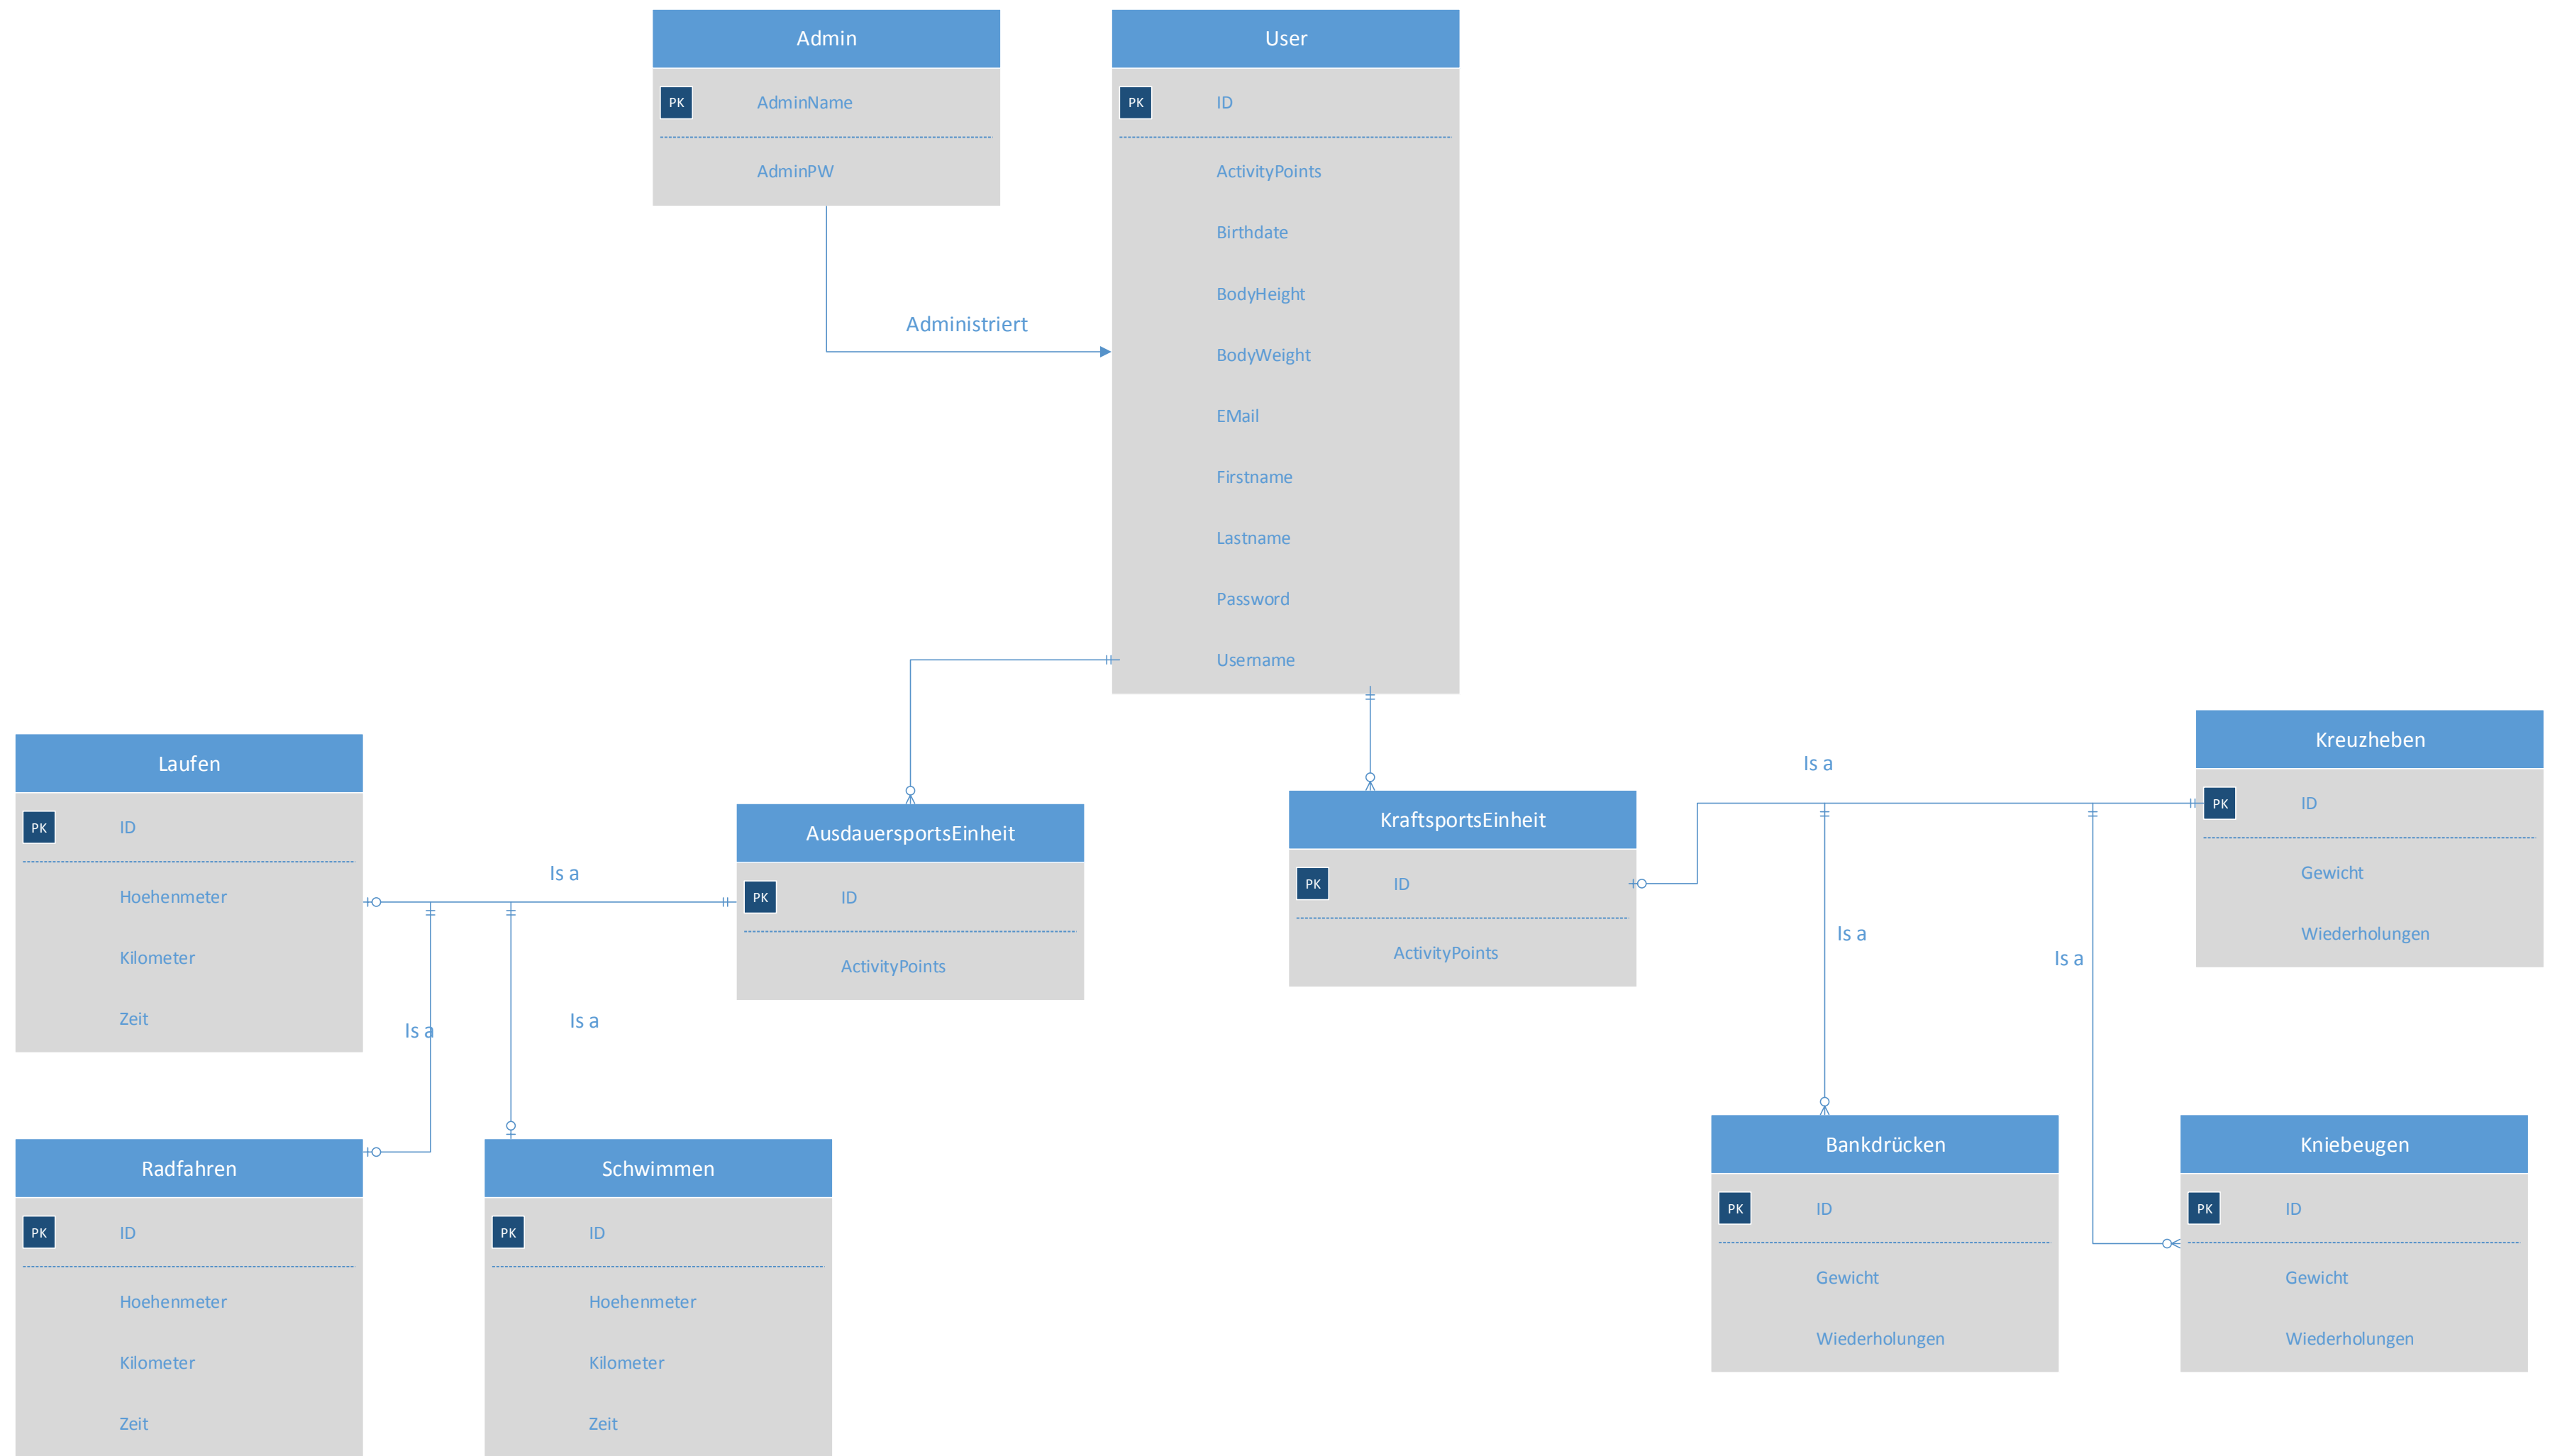 Admin
PK AdminName
AdminPW
User
PK ID
ActivityPoints
Birthdate
BodyHeight
BodyWeight
EMail
Firstname
Lastname
Password
Username
Administriert
Laufen
PK ID
Hoehenmeter
Kilometer
Zeit
Is a
AusdauersportsEinheit
PK ID
ActivityPoints
Is a
Is a
Radfahren
PK ID
Hoehenmeter
Kilometer
Zeit
Schwimmen
PK ID
Hoehenmeter
Kilometer
Zeit
KraftsportsEinheit
PK ID
ActivityPoints
Is a
Kreuzheben
PK ID
Gewicht
Wiederholungen
Is a
Is a
Bankdrücken
PK ID
Gewicht
Wiederholungen
Kniebeugen
PK ID
Gewicht
Wiederholungen